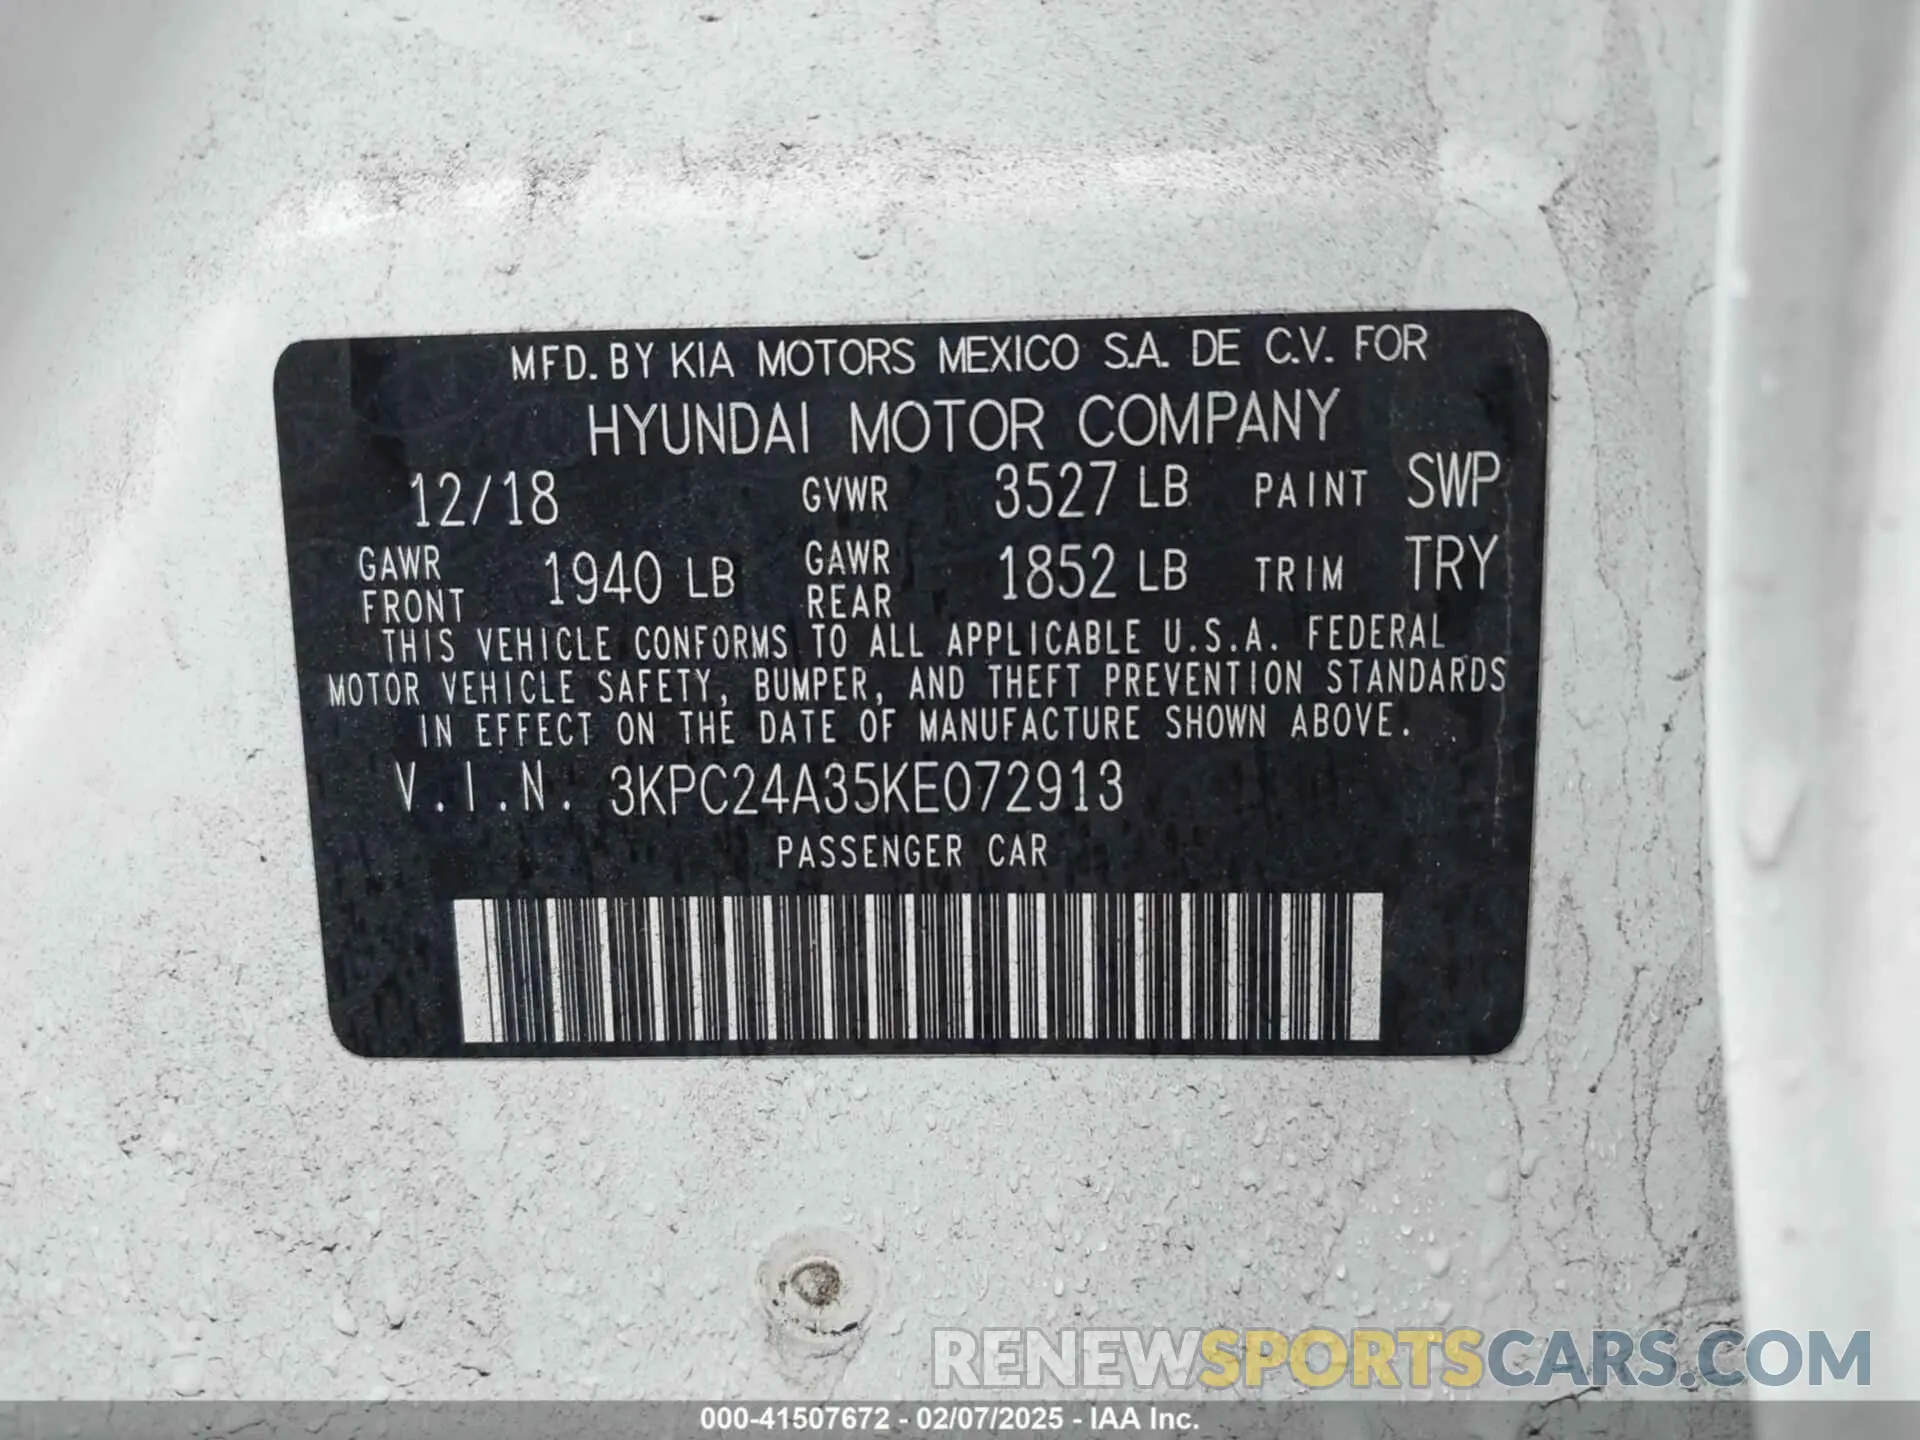 MFD. BY KIA MOTORS MEXICO S.A. DE C.V. FOR
HYUNDAI MOTOR COMPANY
12/18 GVWR 3527 LB PAINT SWP
GAWR FRONT 1940 LB GAWR REAR 1852 LB TRIM TRY
THIS VEHICLE CONFORMS TO ALL APPLICABLE U.S.A. FEDERAL
MOTOR VEHICLE SAFETY, BUMPER, AND THEFT PREVENTION STANDARDS
IN EFFECT ON THE DATE OF MANUFACTURE SHOWN ABOVE.
V.I.N. 3KPC24A35KE072913
PASSENGER CAR
RENEWSPORTSCARS.COM
000-41507672 - 02/07/2025 - IAA Inc.